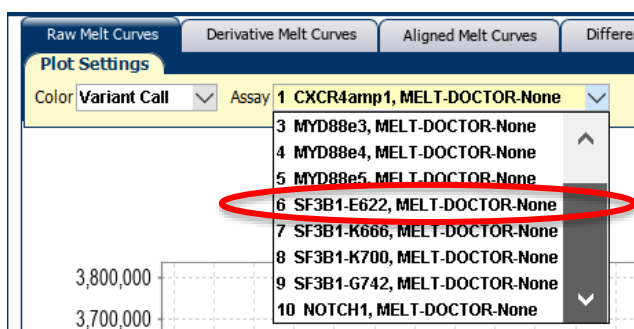 Raw Melt Curves Derivative Melt Curves Aligned Melt Curves Differe
Plot Settings
Color Variant Call Assay 1 CXCR4amp1, MELT-DOCTOR-None
3 MYD88e3, MELT-DOCTOR-None
4 MYD88e4, MELT-DOCTOR-None
5 MYD88e5, MELT-DOCTOR-None
6 SF3B1-E622, MELT-DOCTOR-None
7 SF3B1-K666, MELT-DOCTOR-None
8 SF3B1-K700, MELT-DOCTOR-None
3,800,000
9 SF3B1-G742, MELT-DOCTOR-None
10 NOTCH1, MELT-DOCTOR-None
3,700,000